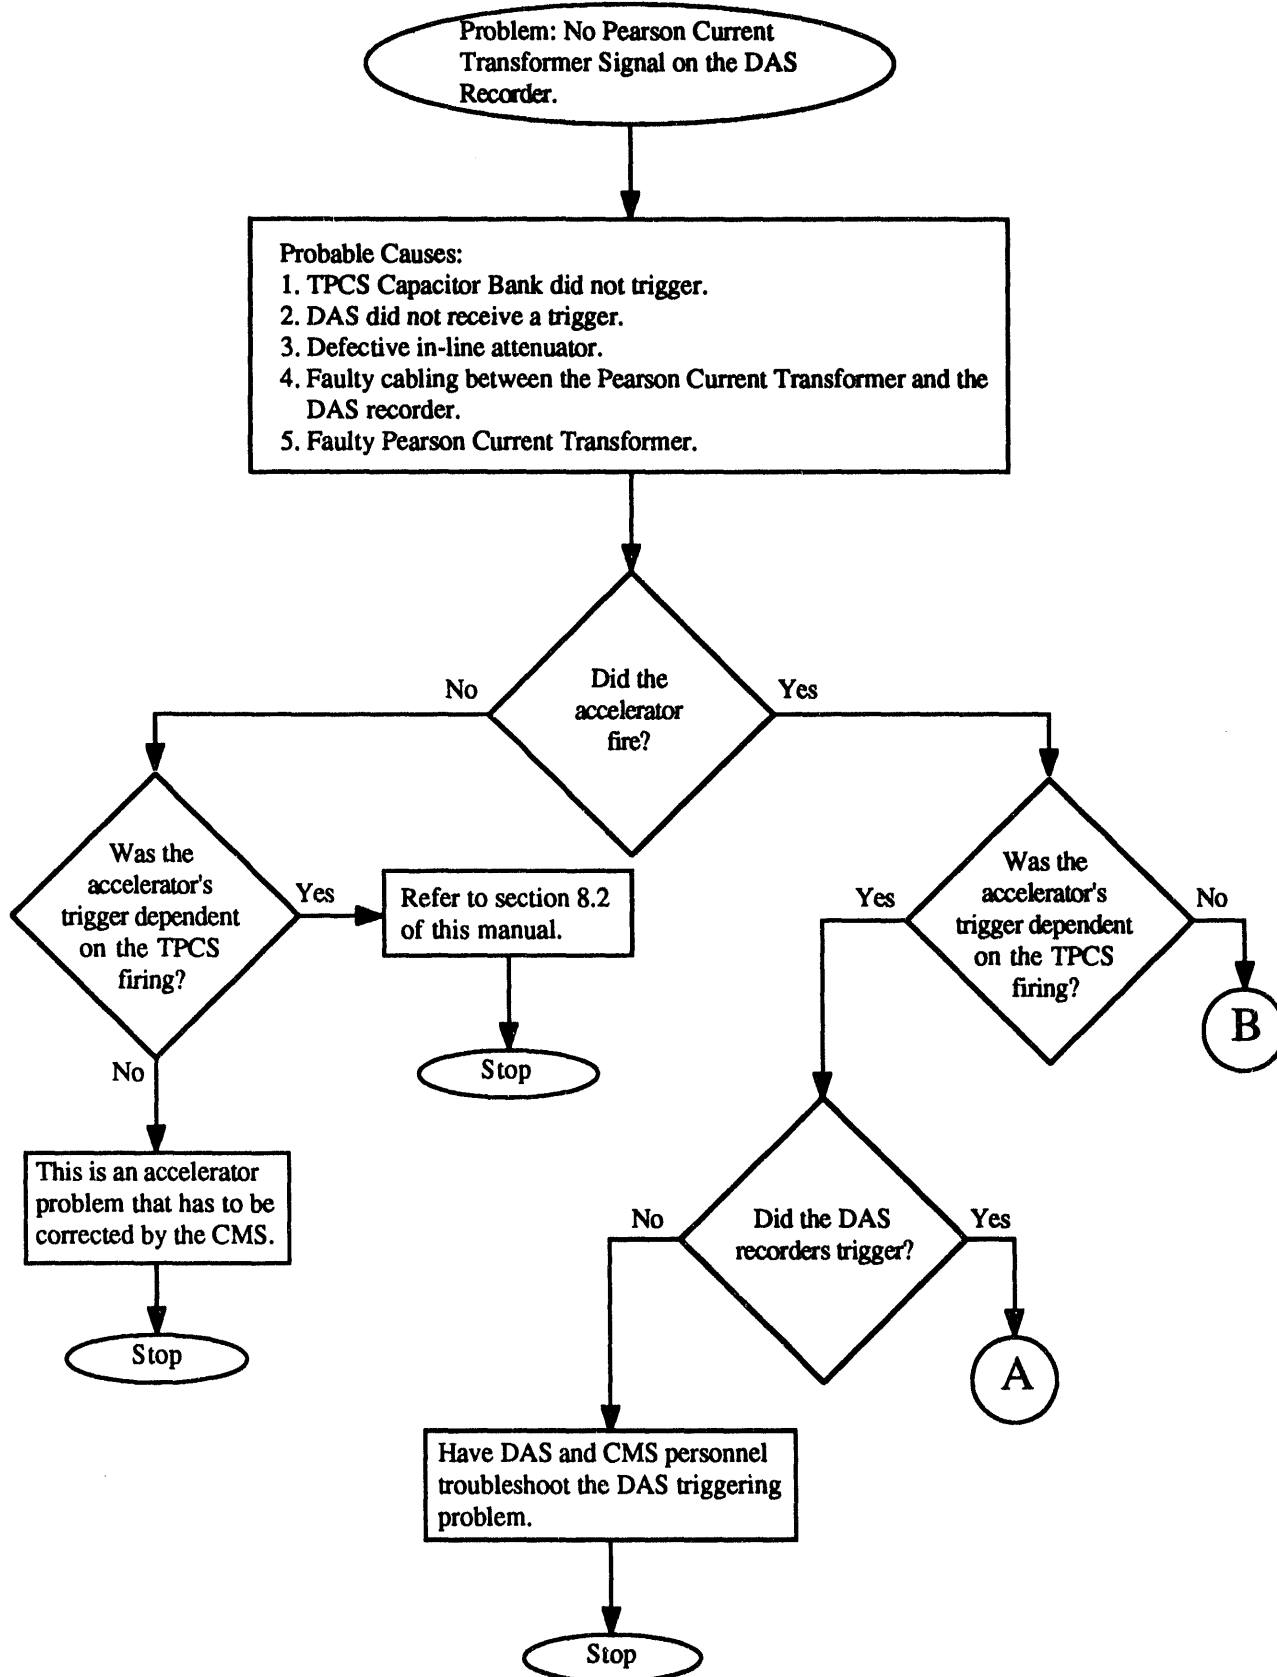 Problem: No Pearson Current
Transformer Signal on the DAS
Recorder.
Probable Causes:
1. TPCS Capacitor Bank did not trigger.
2. DAS did not receive a trigger.
3. Defective in-line attenuator.
4. Faulty cabling between the Pearson Current Transformer and the
DAS recorder.
5. Faulty Pearson Current Transformer.
Did the
accelerator
fire?
No
Yes
Was the
accelerator's
trigger dependent
on the TPCS
firing?
Yes
No
Refer to section 8.2
of this manual.
Stop
This is an accelerator
problem that has to be
corrected by the CMS.
Stop
Was the
accelerator's
trigger dependent
on the TPCS
firing?
Yes
No
B
Did the DAS
recorders trigger?
No
Yes
A
Have DAS and CMS personnel
troubleshoot the DAS triggering
problem.
Stop